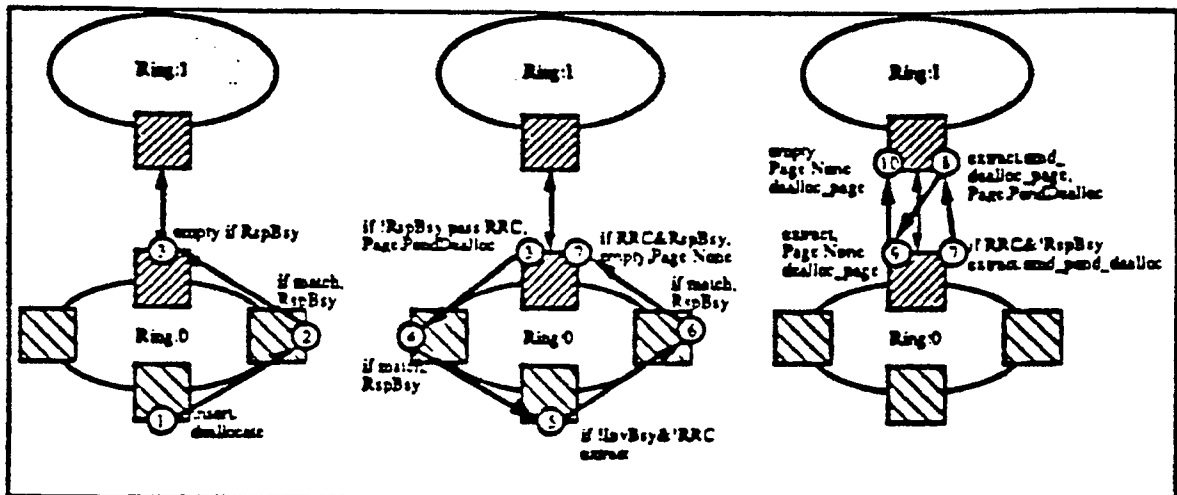 Ring:1
3
empty if RspBsy
if match,
RspBsy
2
Ring:0
1
insert
deallocate
Ring:1
if !RspBsy pass RRC,
Page.PendDealloc
3
7
if RRC&RspBsy,
empty,Page None
if match,
RspBsy
4
6
Ring:0
if match,
RspBsy
5
if !InvBsy&!RRC
extract
Ring:1
empty
Page None
dealloc_page
10
8
extract.send_
dealloc_page,
Page.PendDealloc
extract,
Page None
dealloc_page
9
7
if RRC&!RspBsy
extract.send_pend_dealloc
Ring:0